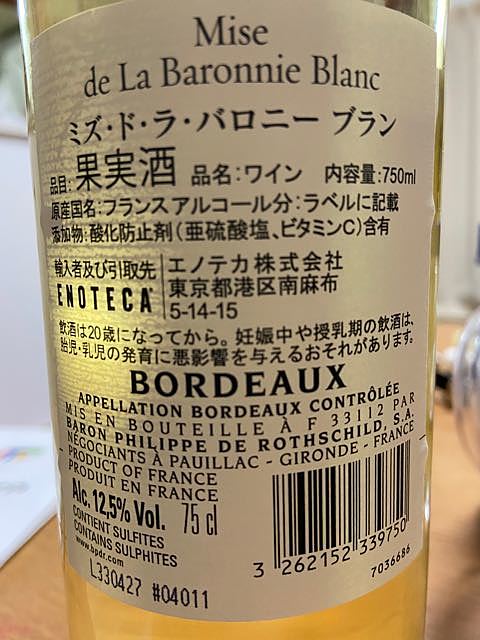 Mise
de La Baronnie Blanc
ミズ・ド・ラ・バロニー ブラン
品目:果実酒 品名:ワイン 内容量:750ml
原産国名:フランス アルコール分:ラベルに記載
添加物:酸化防止剤(亜硫酸塩、ビタミンC)含有
輸入者及び引取先 エノテカ株式会社
ENOTECA 東京都港区南麻布
5-14-15
飲酒は20歳になってから。妊娠中や授乳期の飲酒は、
胎児・乳児の発育に悪影響を与えるおそれがあります。
BORDEAUX
APPELLATION BORDEAUX CONTRÔLÉE
MIS EN BOUTEILLE À F 33112 PAR
BARON PHILIPPE DE ROTHSCHILD, S.A.
NÉGOCIANTS À PAUILLAC - GIRONDE - FRANCE
PRODUCT OF FRANCE
PRODUIT EN FRANCE
Alc. 12,5% Vol. 75 cl
CONTIENT SULFITES
CONTAINS SULPHITES
www.bpdr.com
3 262152 339750
7036686
L330427 #04011